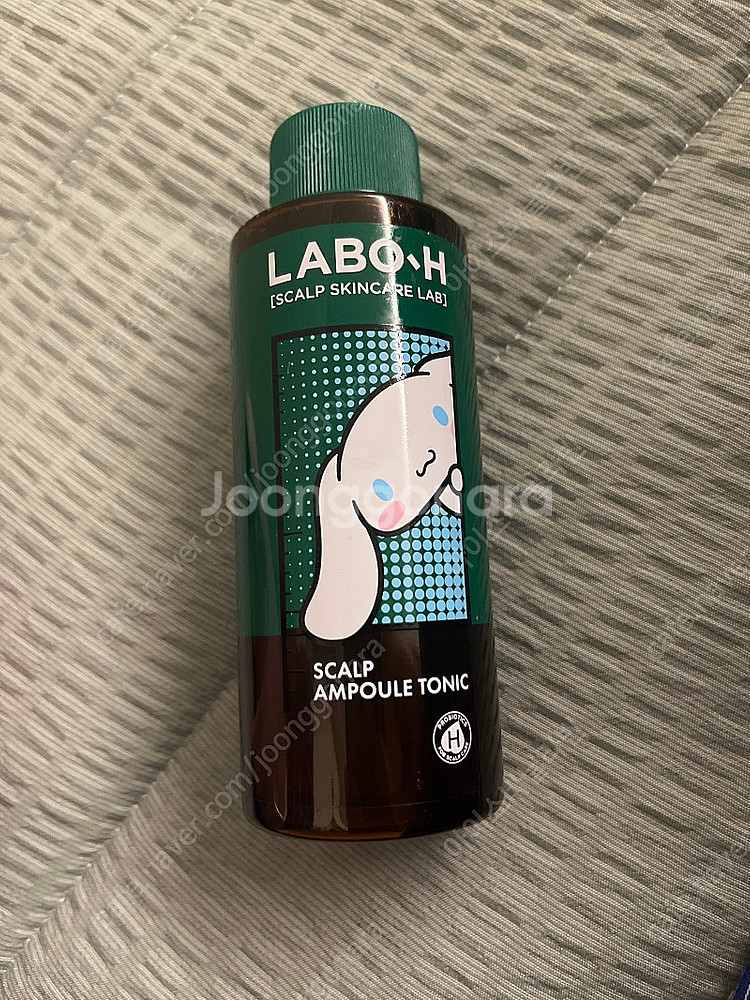 LABO-H
[SCALP SKINCARE LAB]
Joonggonara
SCALP
AMPOULE TONIC
PROBIOTICS
H
FOR SCALP CARE